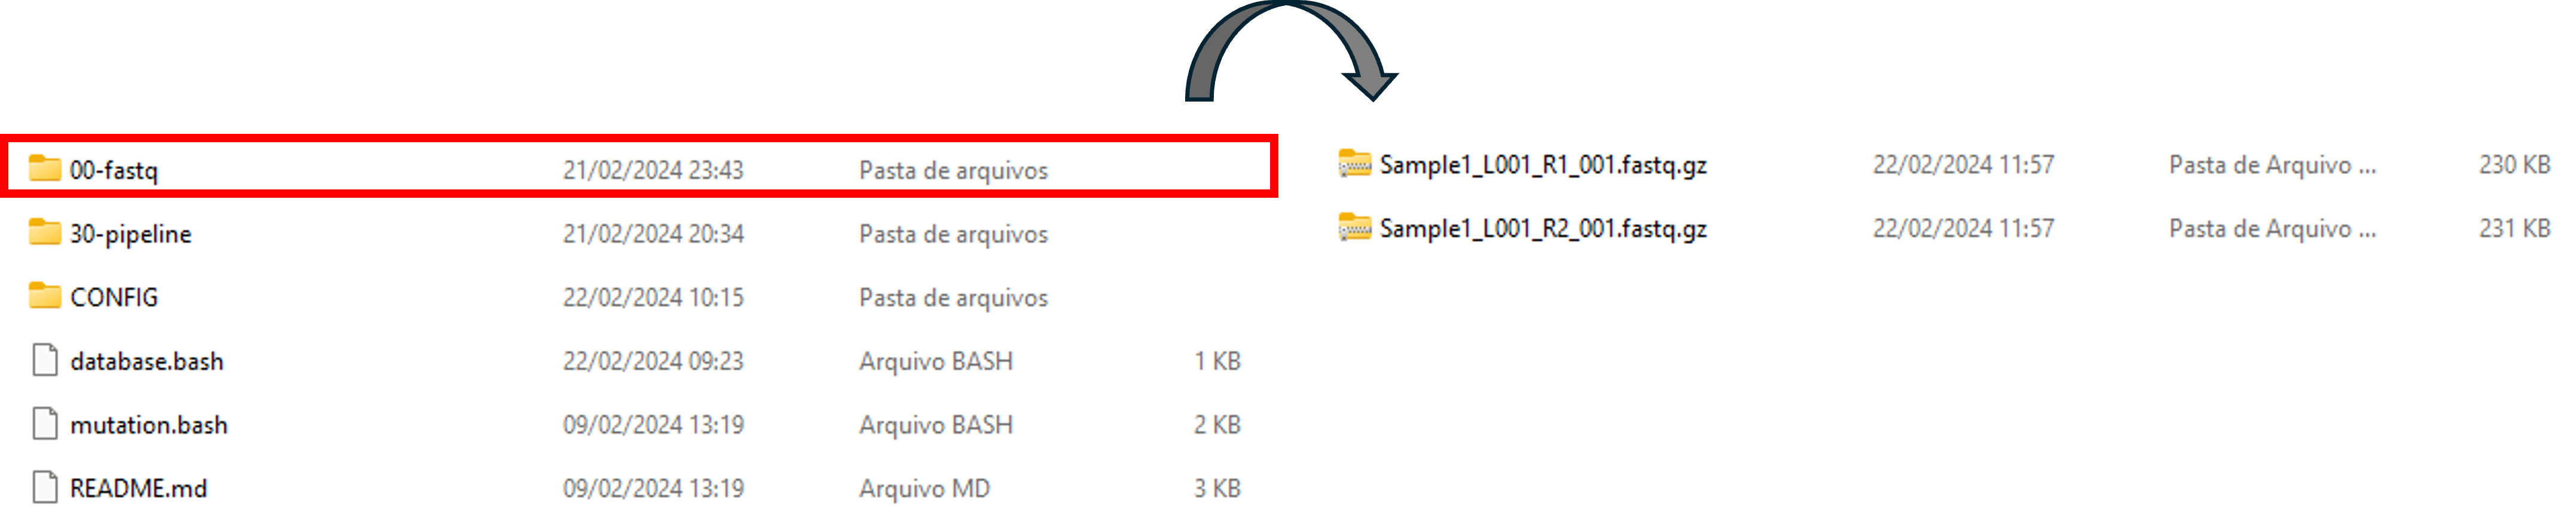 00-fastq 21/02/2024 23:43 Pasta de arquivos
30-pipeline 21/02/2024 20:34 Pasta de arquivos
CONFIG 22/02/2024 10:15 Pasta de arquivos
database.bash 22/02/2024 09:23 Arquivo BASH 1 KB
mutation.bash 09/02/2024 13:19 Arquivo BASH 2 KB
README.md 09/02/2024 13:19 Arquivo MD 3 KB
Sample1_L001_R1_001.fastq.gz 22/02/2024 11:57 Pasta de Arquivo ... 230 KB
Sample1_L001_R2_001.fastq.gz 22/02/2024 11:57 Pasta de Arquivo ... 231 KB